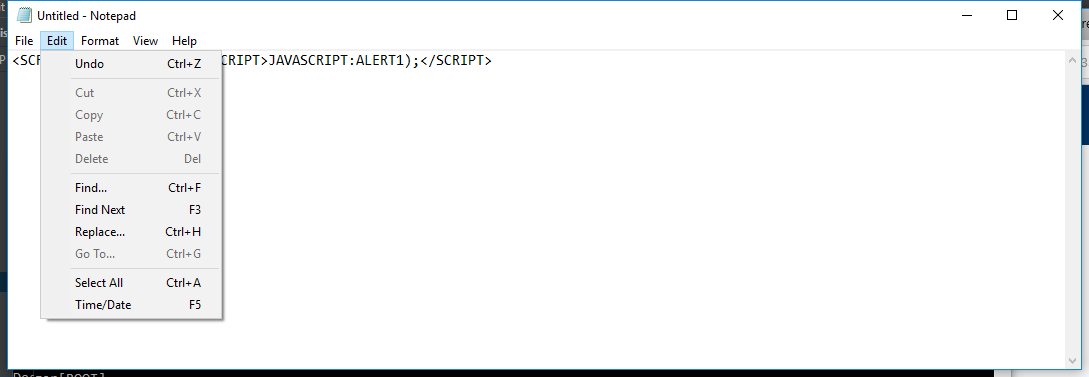 Untitled - Notepad
File Edit Format View Help
<SCR CRIPT>JAVASCRIPT:ALERT1);</SCRIPT>
Undo Ctrl+Z
Cut Ctrl+X
Copy Ctrl+C
Paste Ctrl+V
Delete Del
Find... Ctrl+F
Find Next F3
Replace... Ctrl+H
Go To... Ctrl+G
Select All Ctrl+A
Time/Date F5